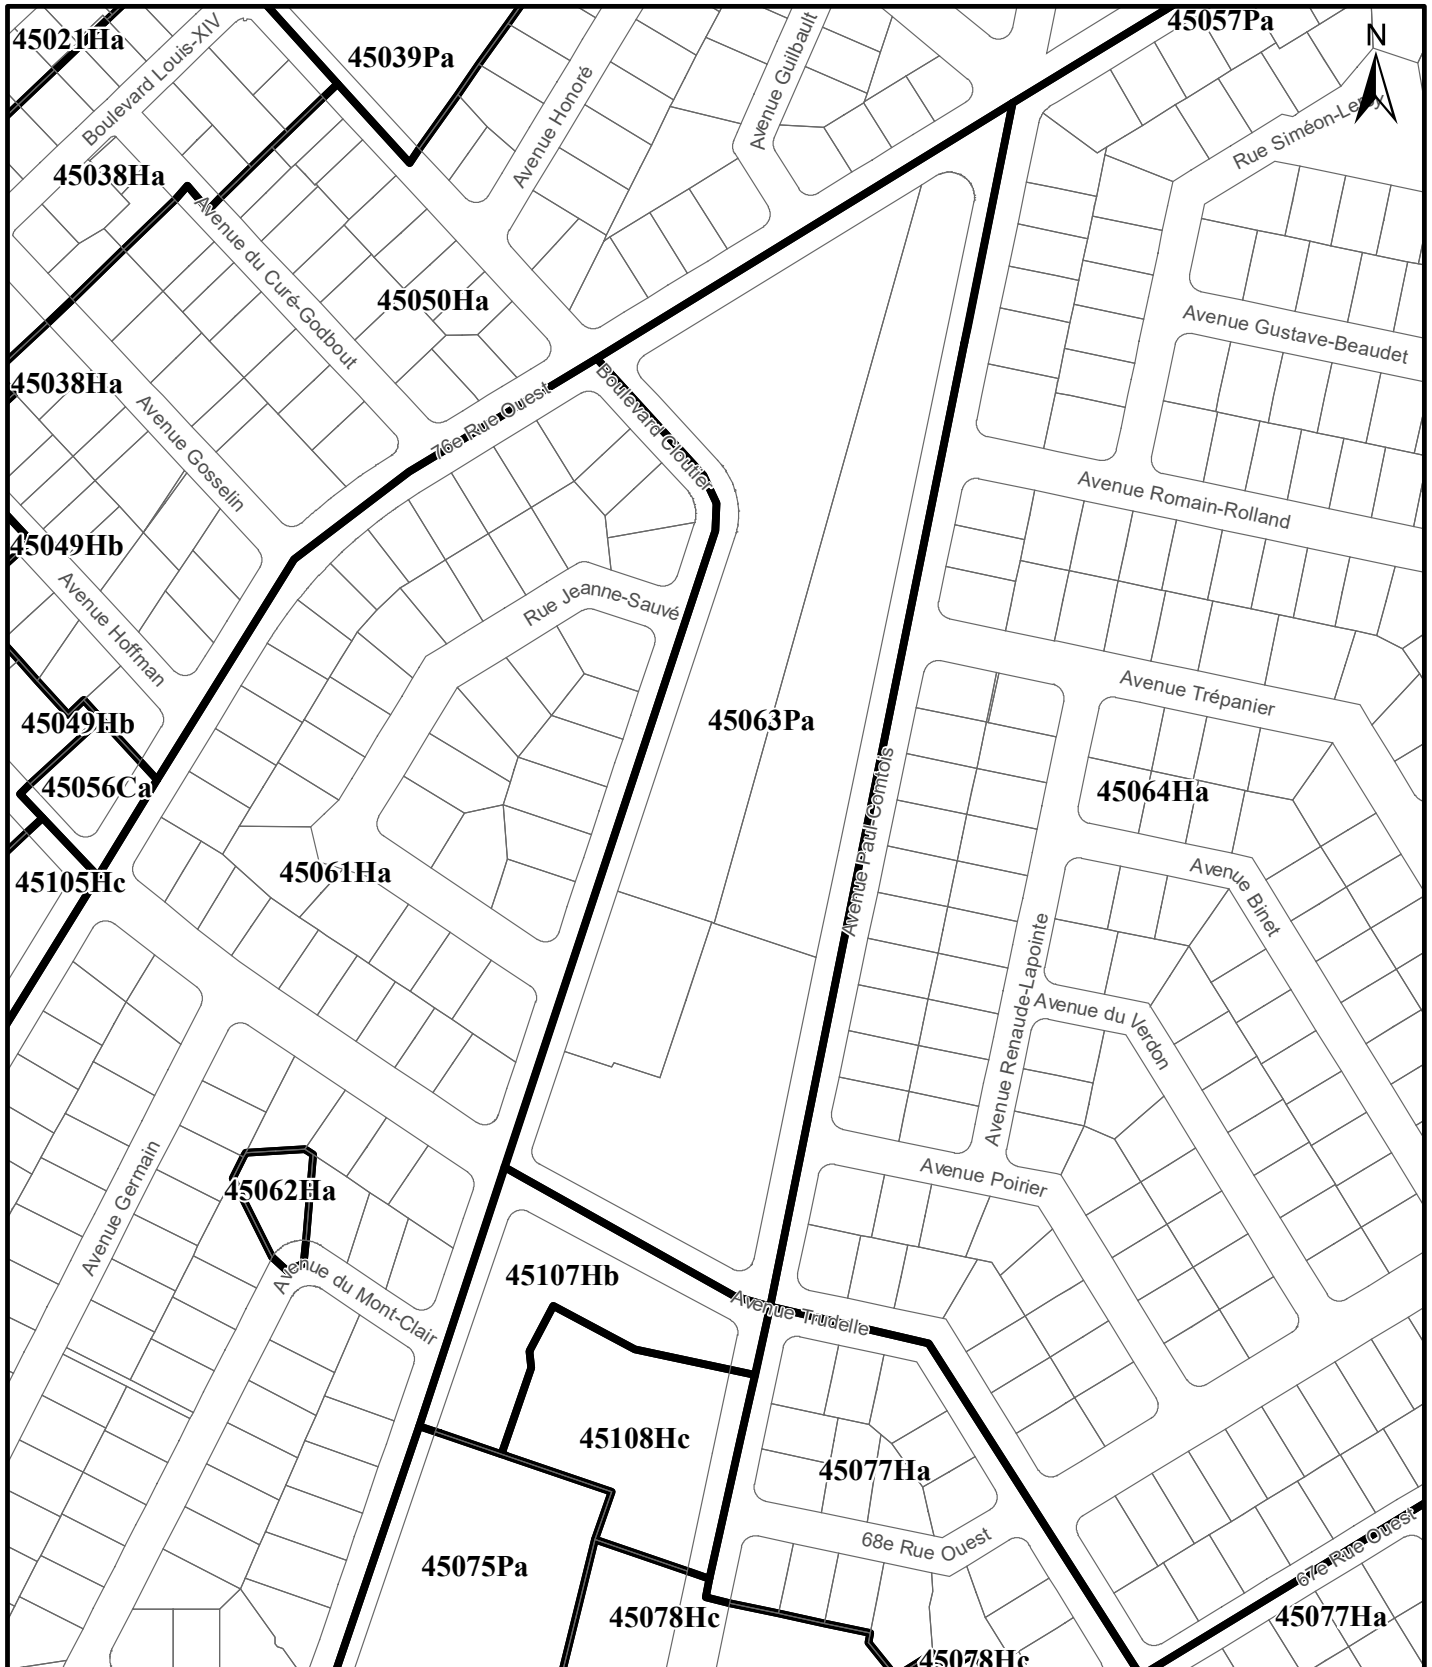 45021Ha
Boulevard Louis-XIV
45039Pa
Avenue Honoré
Avenue Guilbault
45057Pa
N
Rue Siméon-Leroy
45038Ha
Avenue du Curé-Godbout
45050Ha
Avenue Gustave-Beaudet
45038Ha
Avenue Gosselin
76e Rue Ouest
Boulevard Cloutier
Avenue Romain-Rolland
45049Hb
Avenue Hoffman
Rue Jeanne-Sauvé
45063Pa
Avenue Trépanier
45049Hb
45056Ca
Avenue Paul-Comtois
45064Ha
45105Hc
45061Ha
Avenue Binet
Avenue Renaude-Lapointe
Avenue du Verdon
Avenue Germain
45062Ha
Avenue Poirier
Avenue du Mont-Clair
45107Hb
Avenue Trudelle
45108Hc
45077Ha
68e Rue Ouest
67e Rue Ouest
45075Pa
45078Hc
45077Ha
45078Hc